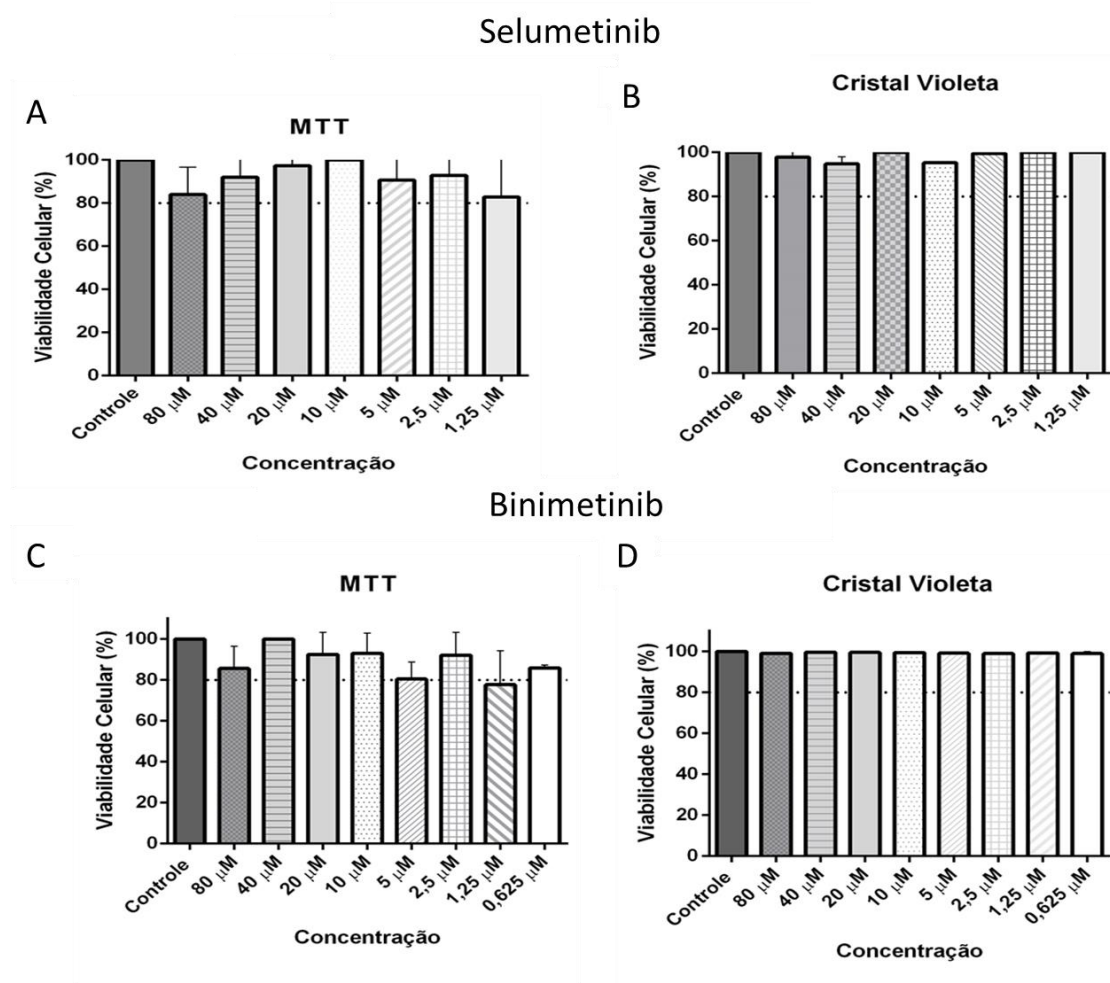 Selumetinib
A
MTT
Viabilidade Celular (%)
100
80
60
40
20
0
Controle
80 µM
40 µM
20 µM
10 µM
5 µM
2,5 µM
1,25 µM
Concentração
B
Cristal Violeta
Viabilidade Celular (%)
100
80
60
40
20
0
Controle
80 µM
40 µM
20 µM
10 µM
5 µM
2,5 µM
1,25 µM
Concentração
Binimetinib
C
MTT
Viabilidade Celular (%)
100
80
60
40
20
0
Controle
80 µM
40 µM
20 µM
10 µM
5 µM
2,5 µM
1,25 µM
0,625 µM
Concentração
D
Cristal Violeta
Viabilidade Celular (%)
100
80
60
40
20
0
Controle
80 µM
40 µM
20 µM
10 µM
5 µM
2,5 µM
1,25 µM
0,625 µM
Concentração